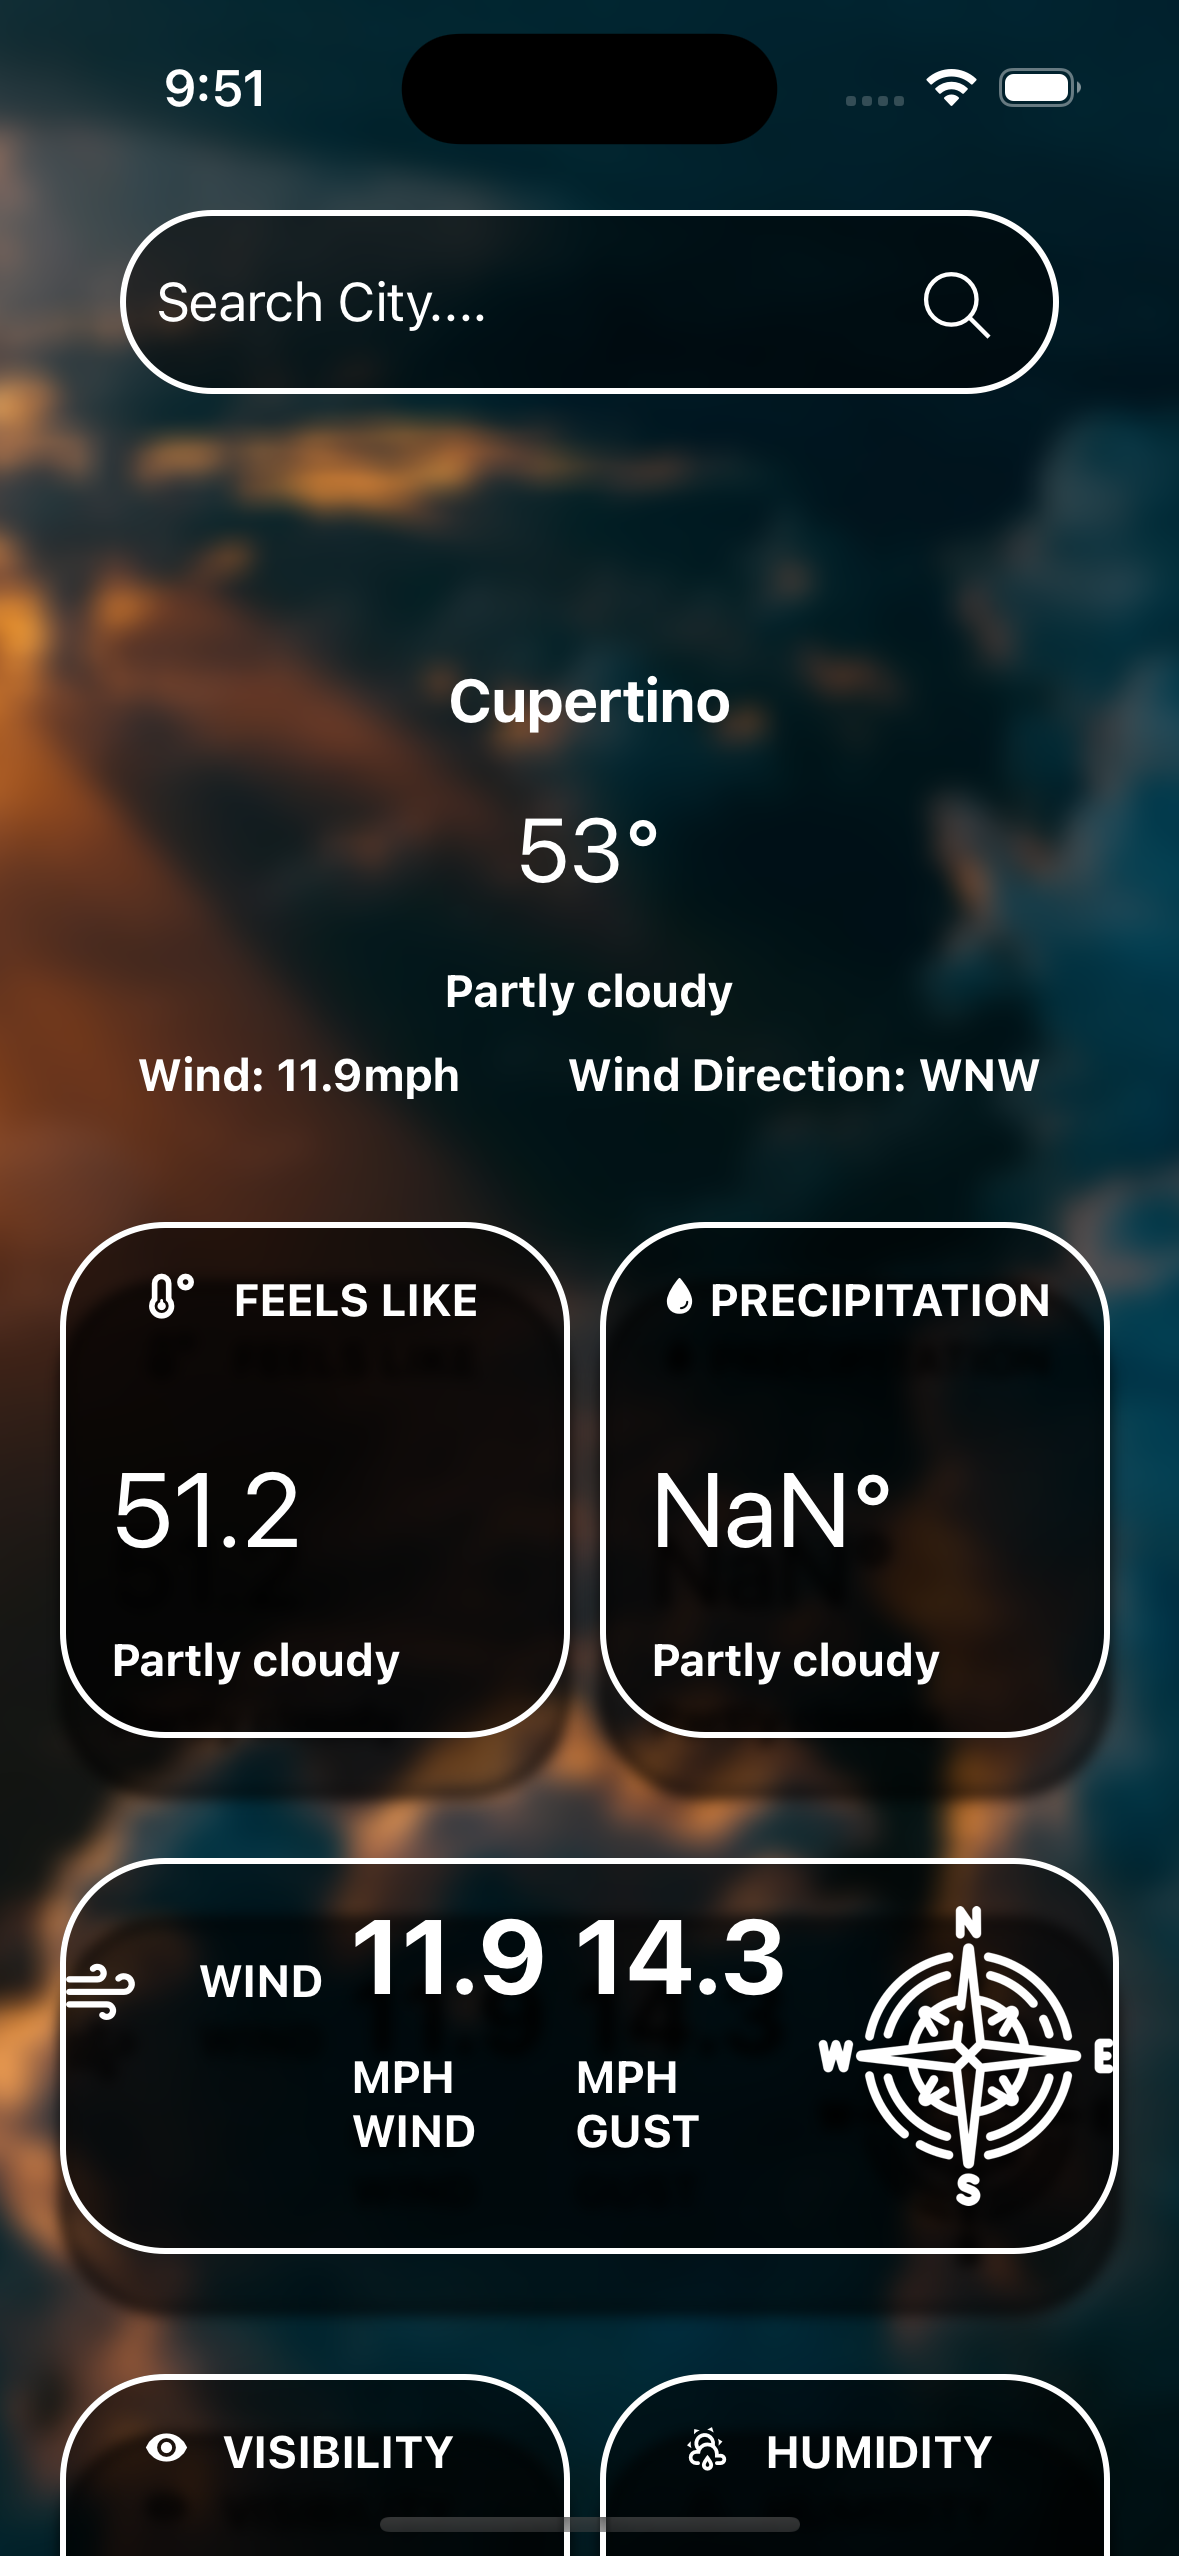 9:51
Search City....
Cupertino
53°
Partly cloudy
Wind: 11.9mph
Wind Direction: WNW
FEELS LIKE
51.2
Partly cloudy
PRECIPITATION
NaN°
Partly cloudy
WIND
11.9
MPH
WIND
14.3
MPH
GUST
N
W
E
S
VISIBILITY
HUMIDITY